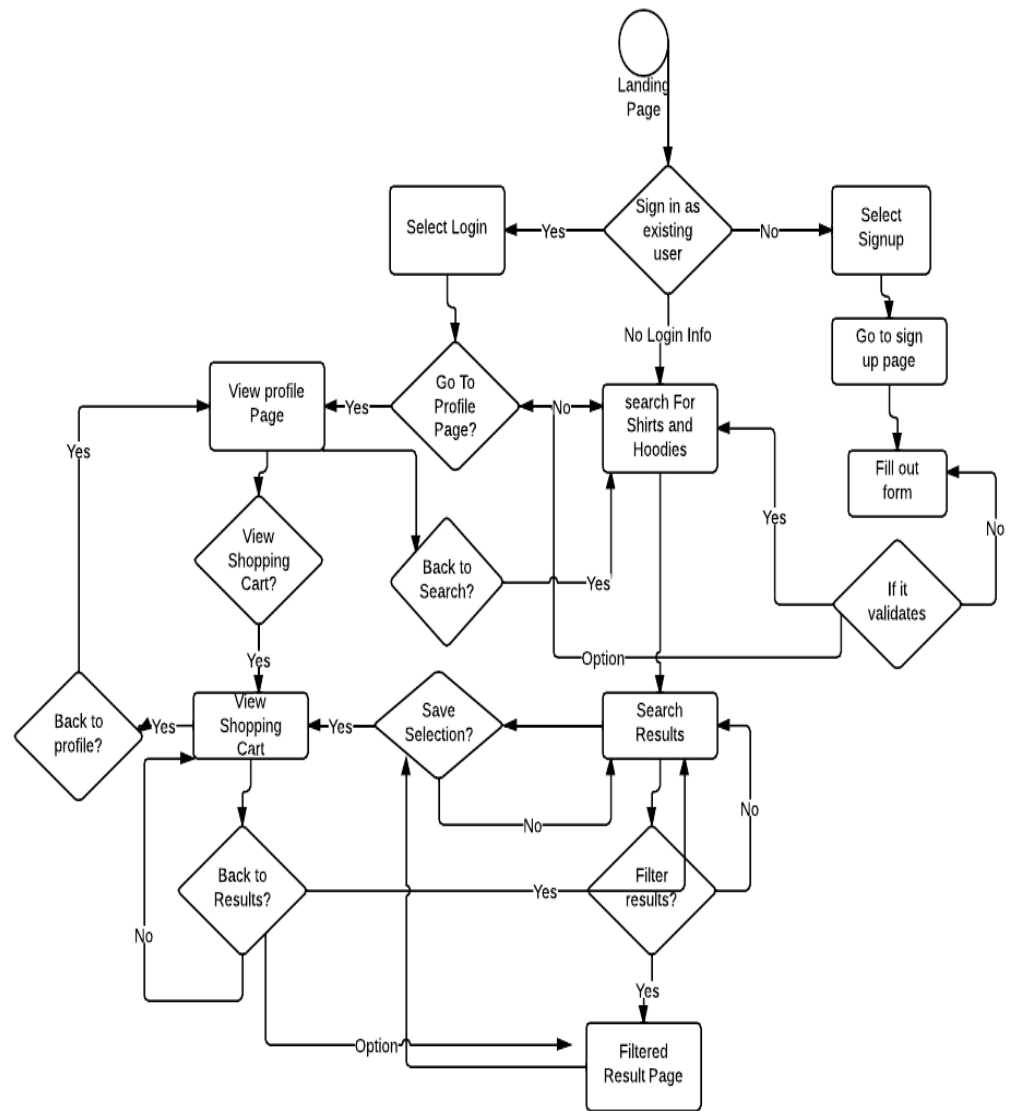 Landing
Page
Sign in as
existing
user
Select Login
Yes
No
Select
Signup
No Login Info
Go to sign
up page
View profile
Page
Yes
Go To
Profile
Page?
No
search For
Shirts and
Hoodies
Yes
Fill out
form
View
Shopping
Cart?
Back to
Search?
Yes
Yes
No
If it
validates
Option
Yes
Back to
profile?
Yes
View
Shopping
Cart
Yes
Save
Selection?
Search
Results
No
No
Back to
Results?
Yes
Filter
results?
No
Yes
Option
Filtered
Result Page